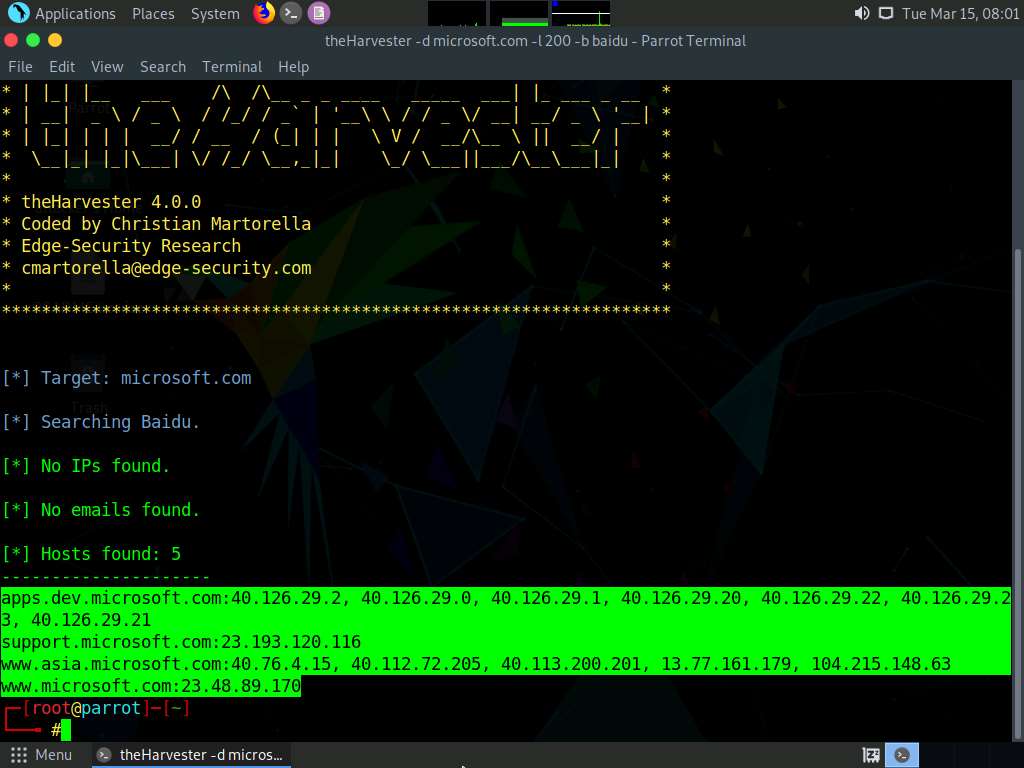 Applications Places System Tue Mar 15, 08:01
theHarvester -d microsoft.com -l 200 -b baidu - Parrot Terminal
File Edit View Search Terminal Help
* theHarvester 4.0.0 *
* Coded by Christian Martorella *
* Edge-Security Research *
* cmartorella@edge-security.com *
* *
*******************************************************************
[*] Target: microsoft.com
[*] Searching Baidu.
Trash
[*] No IPs found.
[*] No emails found.
[*] Hosts found: 5
---------------------
apps.dev.microsoft.com:40.126.29.2, 40.126.29.0, 40.126.29.1, 40.126.29.20, 40.126.29.22, 40.126.29.2
3, 40.126.29.21
support.microsoft.com:23.193.120.116
www.asia.microsoft.com:40.76.4.15, 40.112.72.205, 40.113.200.201, 13.77.161.179, 104.215.148.63
www.microsoft.com:23.48.89.170
┌─[root@parrot]─[~]
└──╼ #
Menu theHarvester -d micros...